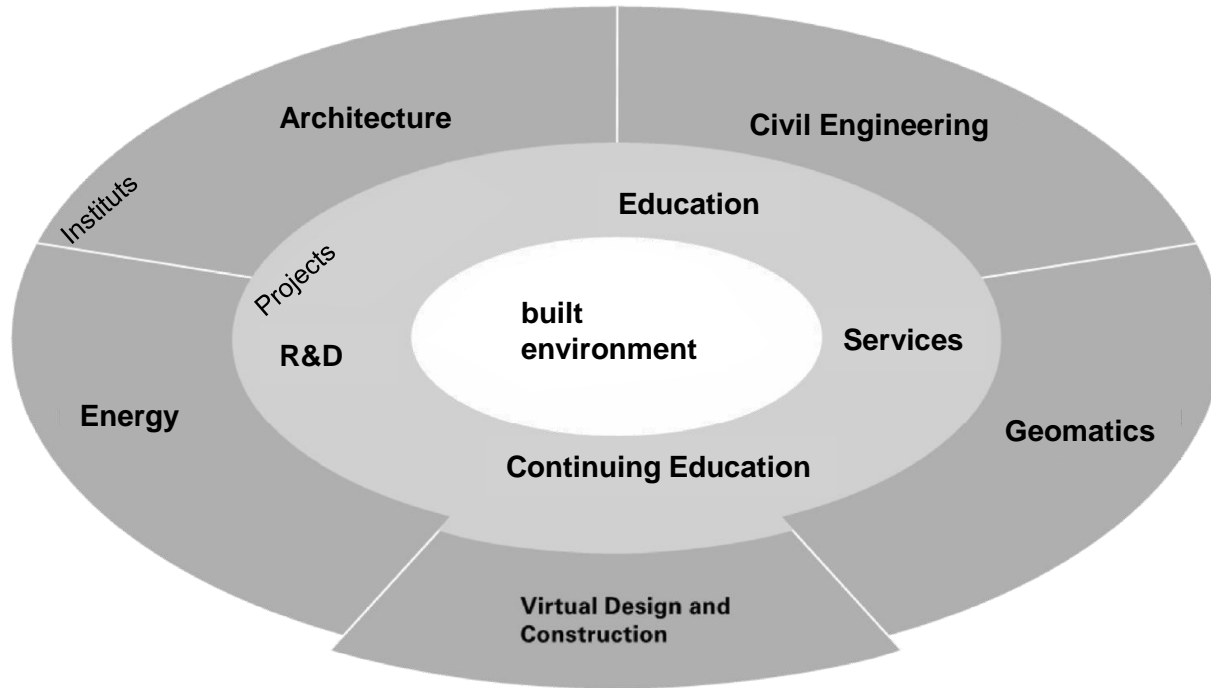 Architecture
Civil Engineering
Instituts
Education
Projects
built
environment
Services
R&D
Energy
Geomatics
Continuing Education
Virtual Design and
Construction